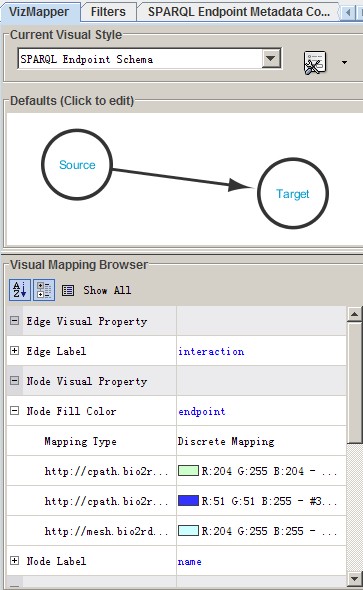 VizMapper Filters SPARQL Endpoint Metadata Co...
Current Visual Style
SPARQL Endpoint Schema
Defaults (Click to edit)
Source
Target
Visual Mapping Browser
Show All
Edge Visual Property
Edge Label interaction
Node Visual Property
Node Fill Color endpoint
Mapping Type Discrete Mapping
http://cpath.bio2r... R:204 G:255 B:204 - ...
http://cpath.bio2r... R:51 G:51 B:255 - #3...
http://mesh.bio2rd... R:204 G:255 B:255 - ...
Node Label name